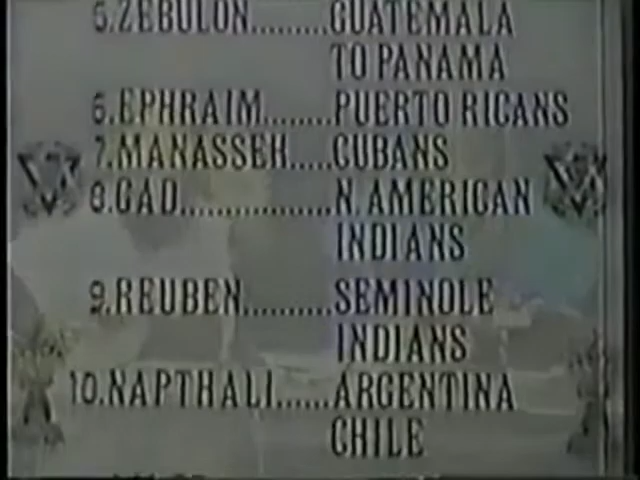 5.ZEBULON.........GUATEMALA
TO PANAMA
6.EPHRAIM........PUERTO RICANS
7.MANASSEH.....CUBANS
8.GAD................N. AMERICAN
INDIANS
9.REUBEN..........SEMINOLE
INDIANS
10.NAPTHALI......ARGENTINA
CHILE